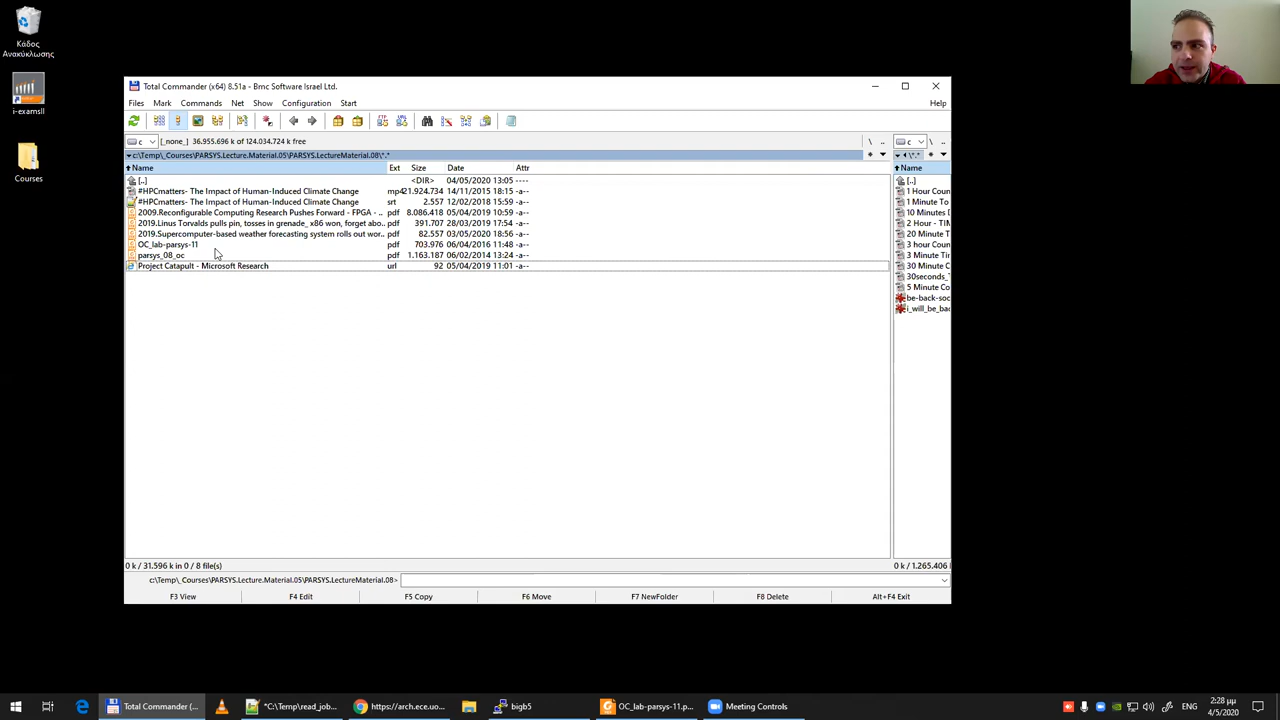 Κάδος
Ανακύκλωσης
i-examsII
Courses
Total Commander (x64) 8.51a - Bmc Software Israel Ltd.
Files Mark Commands Net Show Configuration Start Help
c [_none_] 36.955.696 k of 124.034.724 k free \ .. c \ ..
c:\Temp\_Courses\PARSYS.Lecture.Material.05\PARSYS.LectureMaterial.08\*.* * \*.* *
Name Ext Size Date Attr Name
[..] <DIR> 04/05/2020 13:05 ---- [..]
#HPCmatters- The Impact of Human-Induced Climate Change mp4 21.924.734 14/11/2015 18:15 -a-- 1 Hour Coun
#HPCmatters- The Impact of Human-Induced Climate Change srt 2.557 12/02/2018 15:59 -a-- 1 Minute To
2009.Reconfigurable Computing Research Pushes Forward - FPGA - .. pdf 8.086.418 05/04/2019 10:59 -a-- 10 Minutes D
2019.Linus Torvalds pulls pin, tosses in grenade_ x86 won, forget abo.. pdf 391.707 28/03/2019 17:54 -a-- 2 Hour - TIM
2019.Supercomputer-based weather forecasting system rolls out wor.. pdf 82.557 03/05/2020 18:56 -a-- 20 Minute T
OC_lab-parsys-11 pdf 703.976 06/04/2016 11:48 -a-- 3 hour Coun
parsys_08_oc pdf 1.163.187 06/02/2014 13:24 -a-- 3 Minute Tim
Project Catapult - Microsoft Research url 92 05/04/2019 11:01 -a-- 30 Minute C
30seconds_T
5 Minute Co
be-back-soo
i_will_be_bac
0 k / 31.596 k in 0 / 8 file(s) 0 k / 1.265.406 k
c:\Temp\_Courses\PARSYS.Lecture.Material.05\PARSYS.LectureMaterial.08>
F3 View F4 Edit F5 Copy F6 Move F7 NewFolder F8 Delete Alt+F4 Exit
Total Commander (... *C:\Temp\read_job... https://arch.ece.uo... bigb5 OC_lab-parsys-11.p... Meeting Controls ENG 2:28 μμ
4/5/2020